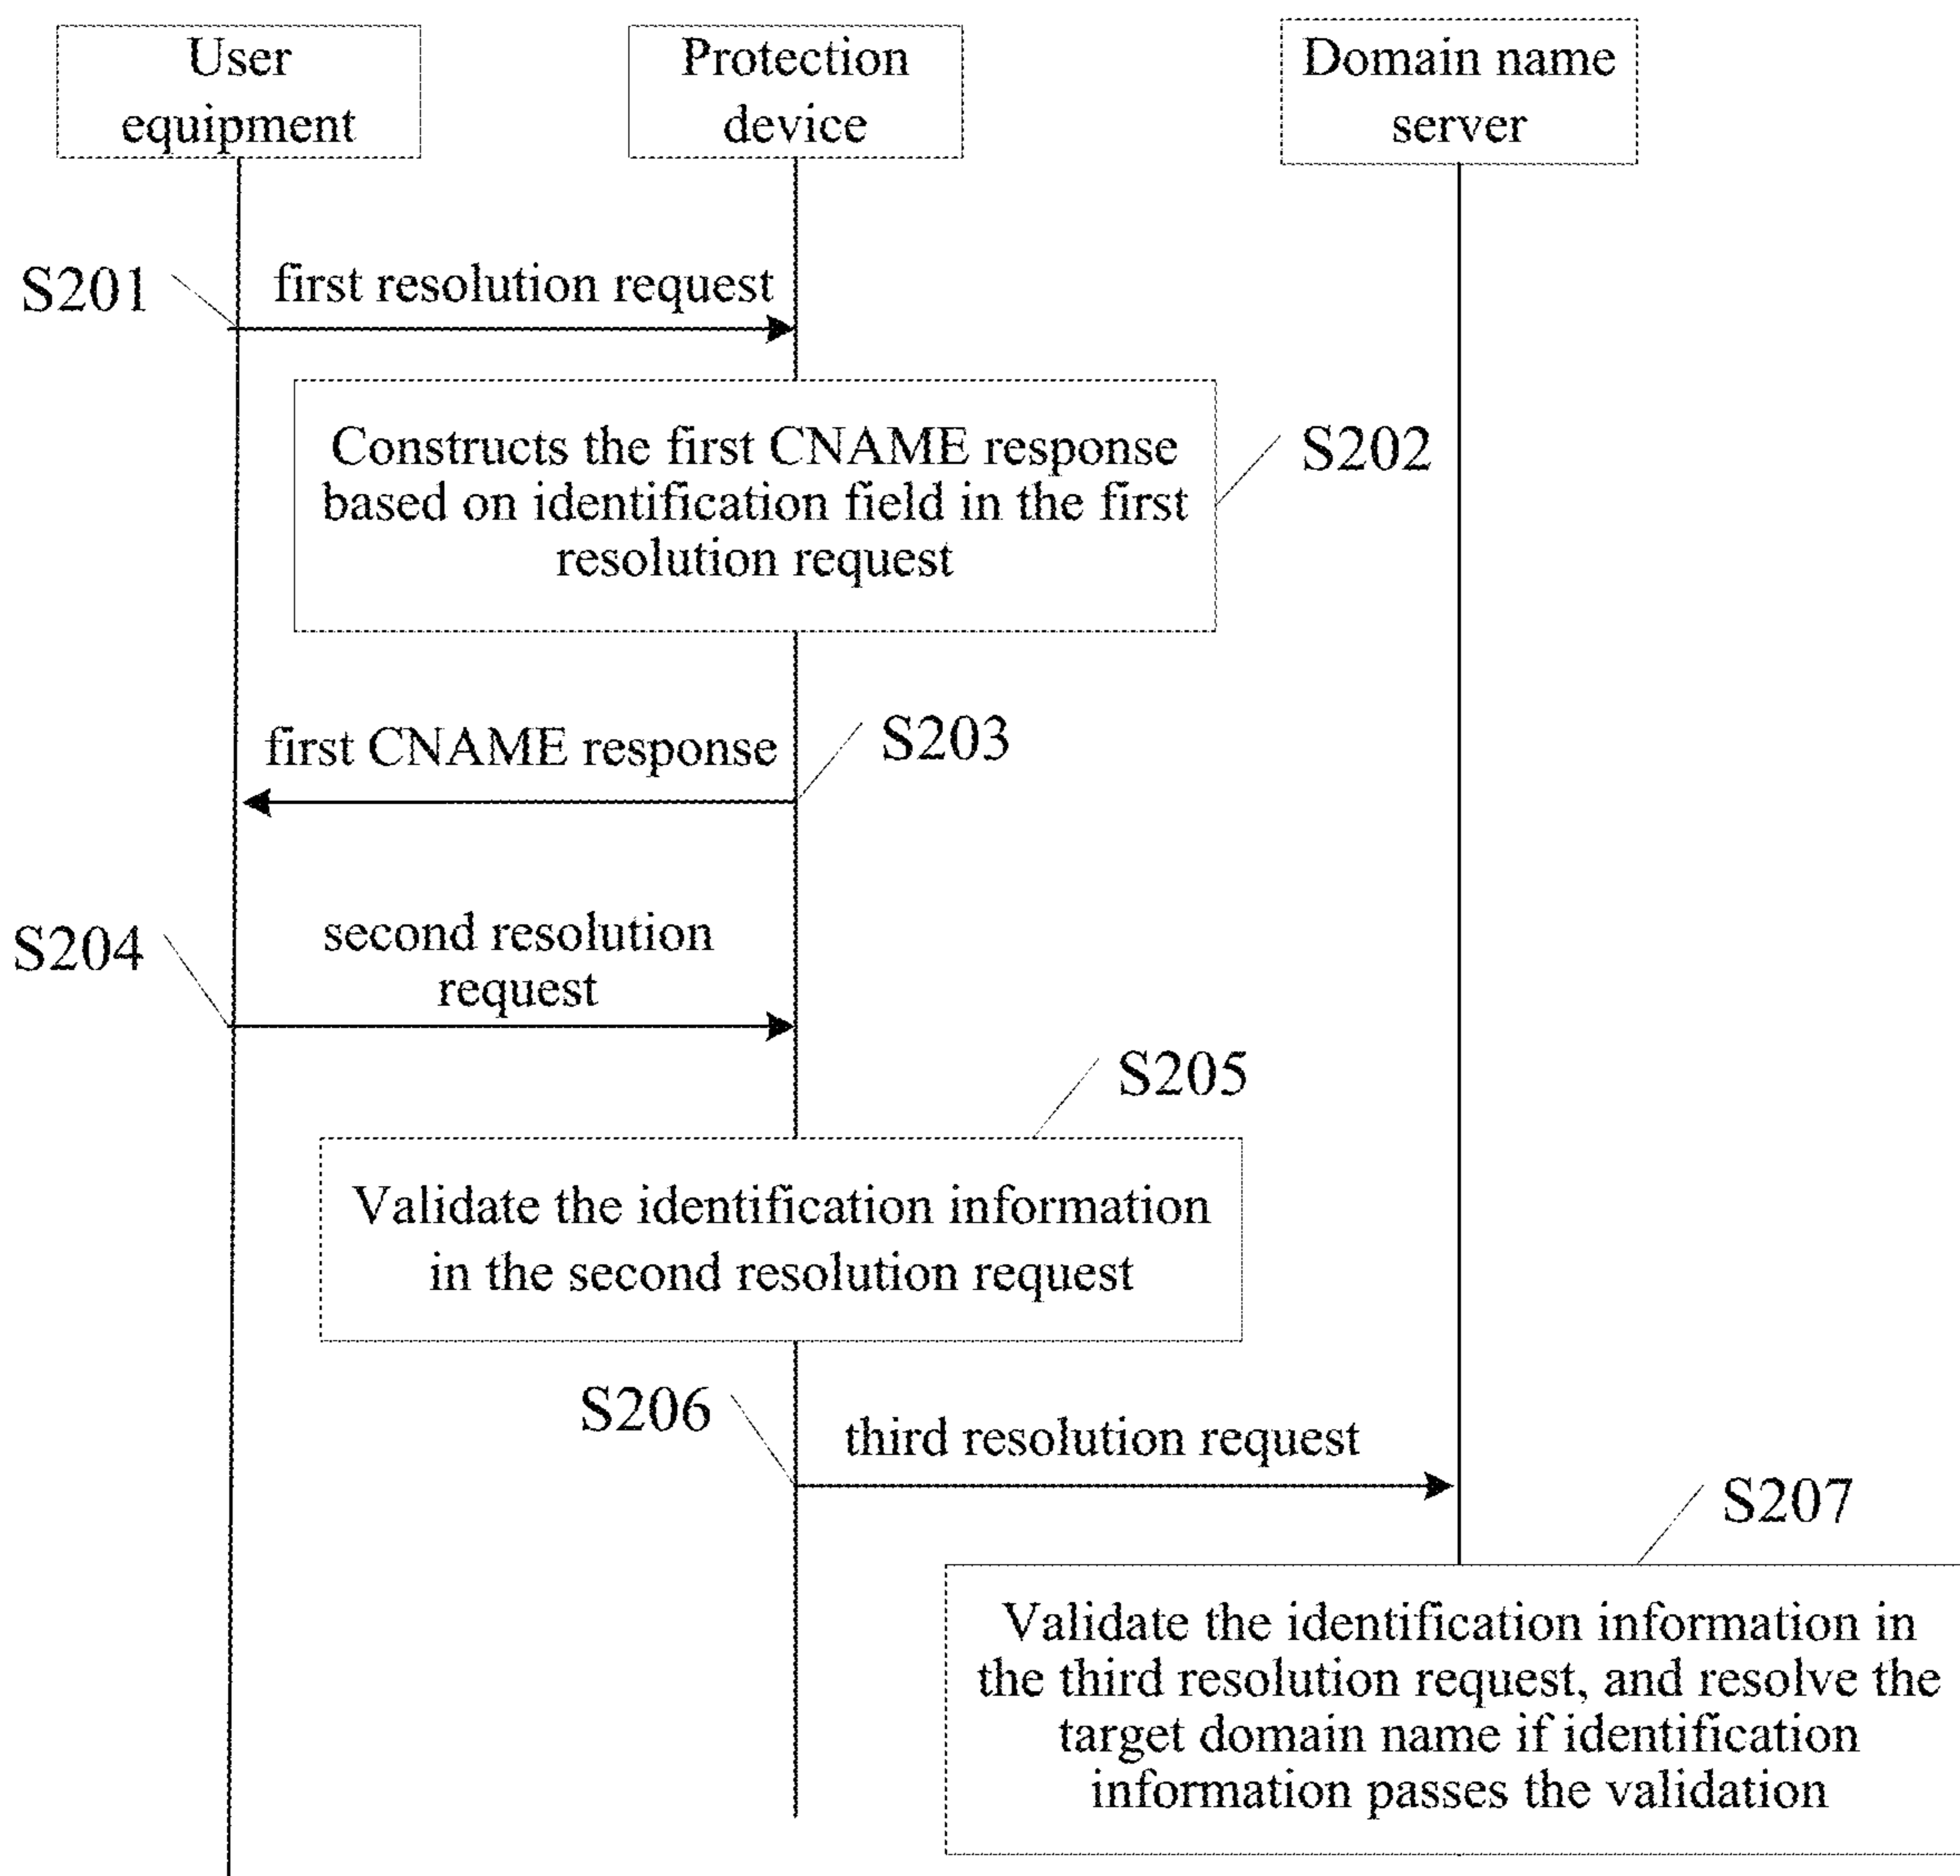 User
equipment
Protection
device
Domain name
server
S201
first resolution request
Constructs the first CNAME response
based on identification field in the first
resolution request
S202
first CNAME response
S203
S204
second resolution
request
S205
Validate the identification information
in the second resolution request
S206
third resolution request
S207
Validate the identification information in
the third resolution request, and resolve the
target domain name if identification
information passes the validation